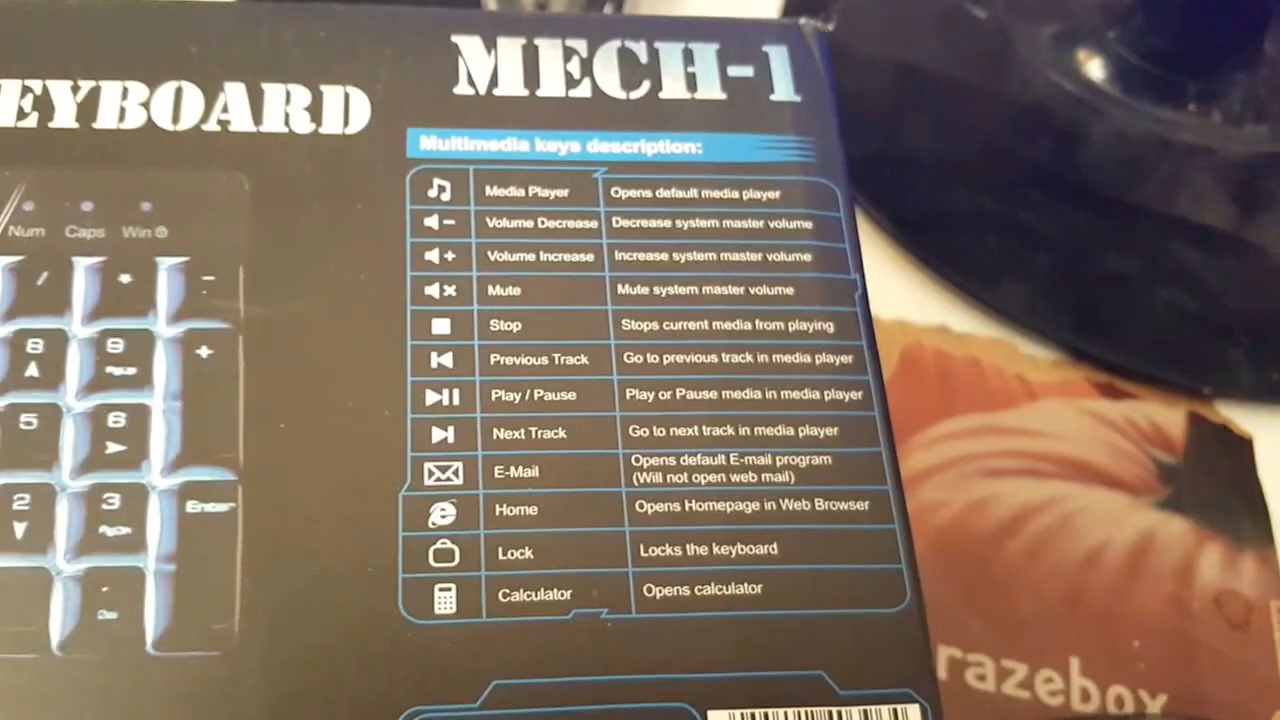 MECH-1
EYBOARD
Multimedia keys description:
Media Player Opens default media player
Volume Decrease Decrease system master volume
Volume Increase Increase system master volume
Mute Mute system master volume
Stop Stops current media from playing
Previous Track Go to previous track in media player
Play / Pause Play or Pause media in media player
Next Track Go to next track in media player
E-Mail Opens default E-mail program
(Will not open web mail)
Home Opens Homepage in Web Browser
Lock Locks the keyboard
Calculator Opens calculator
Num Caps Win
/ * -
8 9 +
5 6
2 3 Enter
razebox